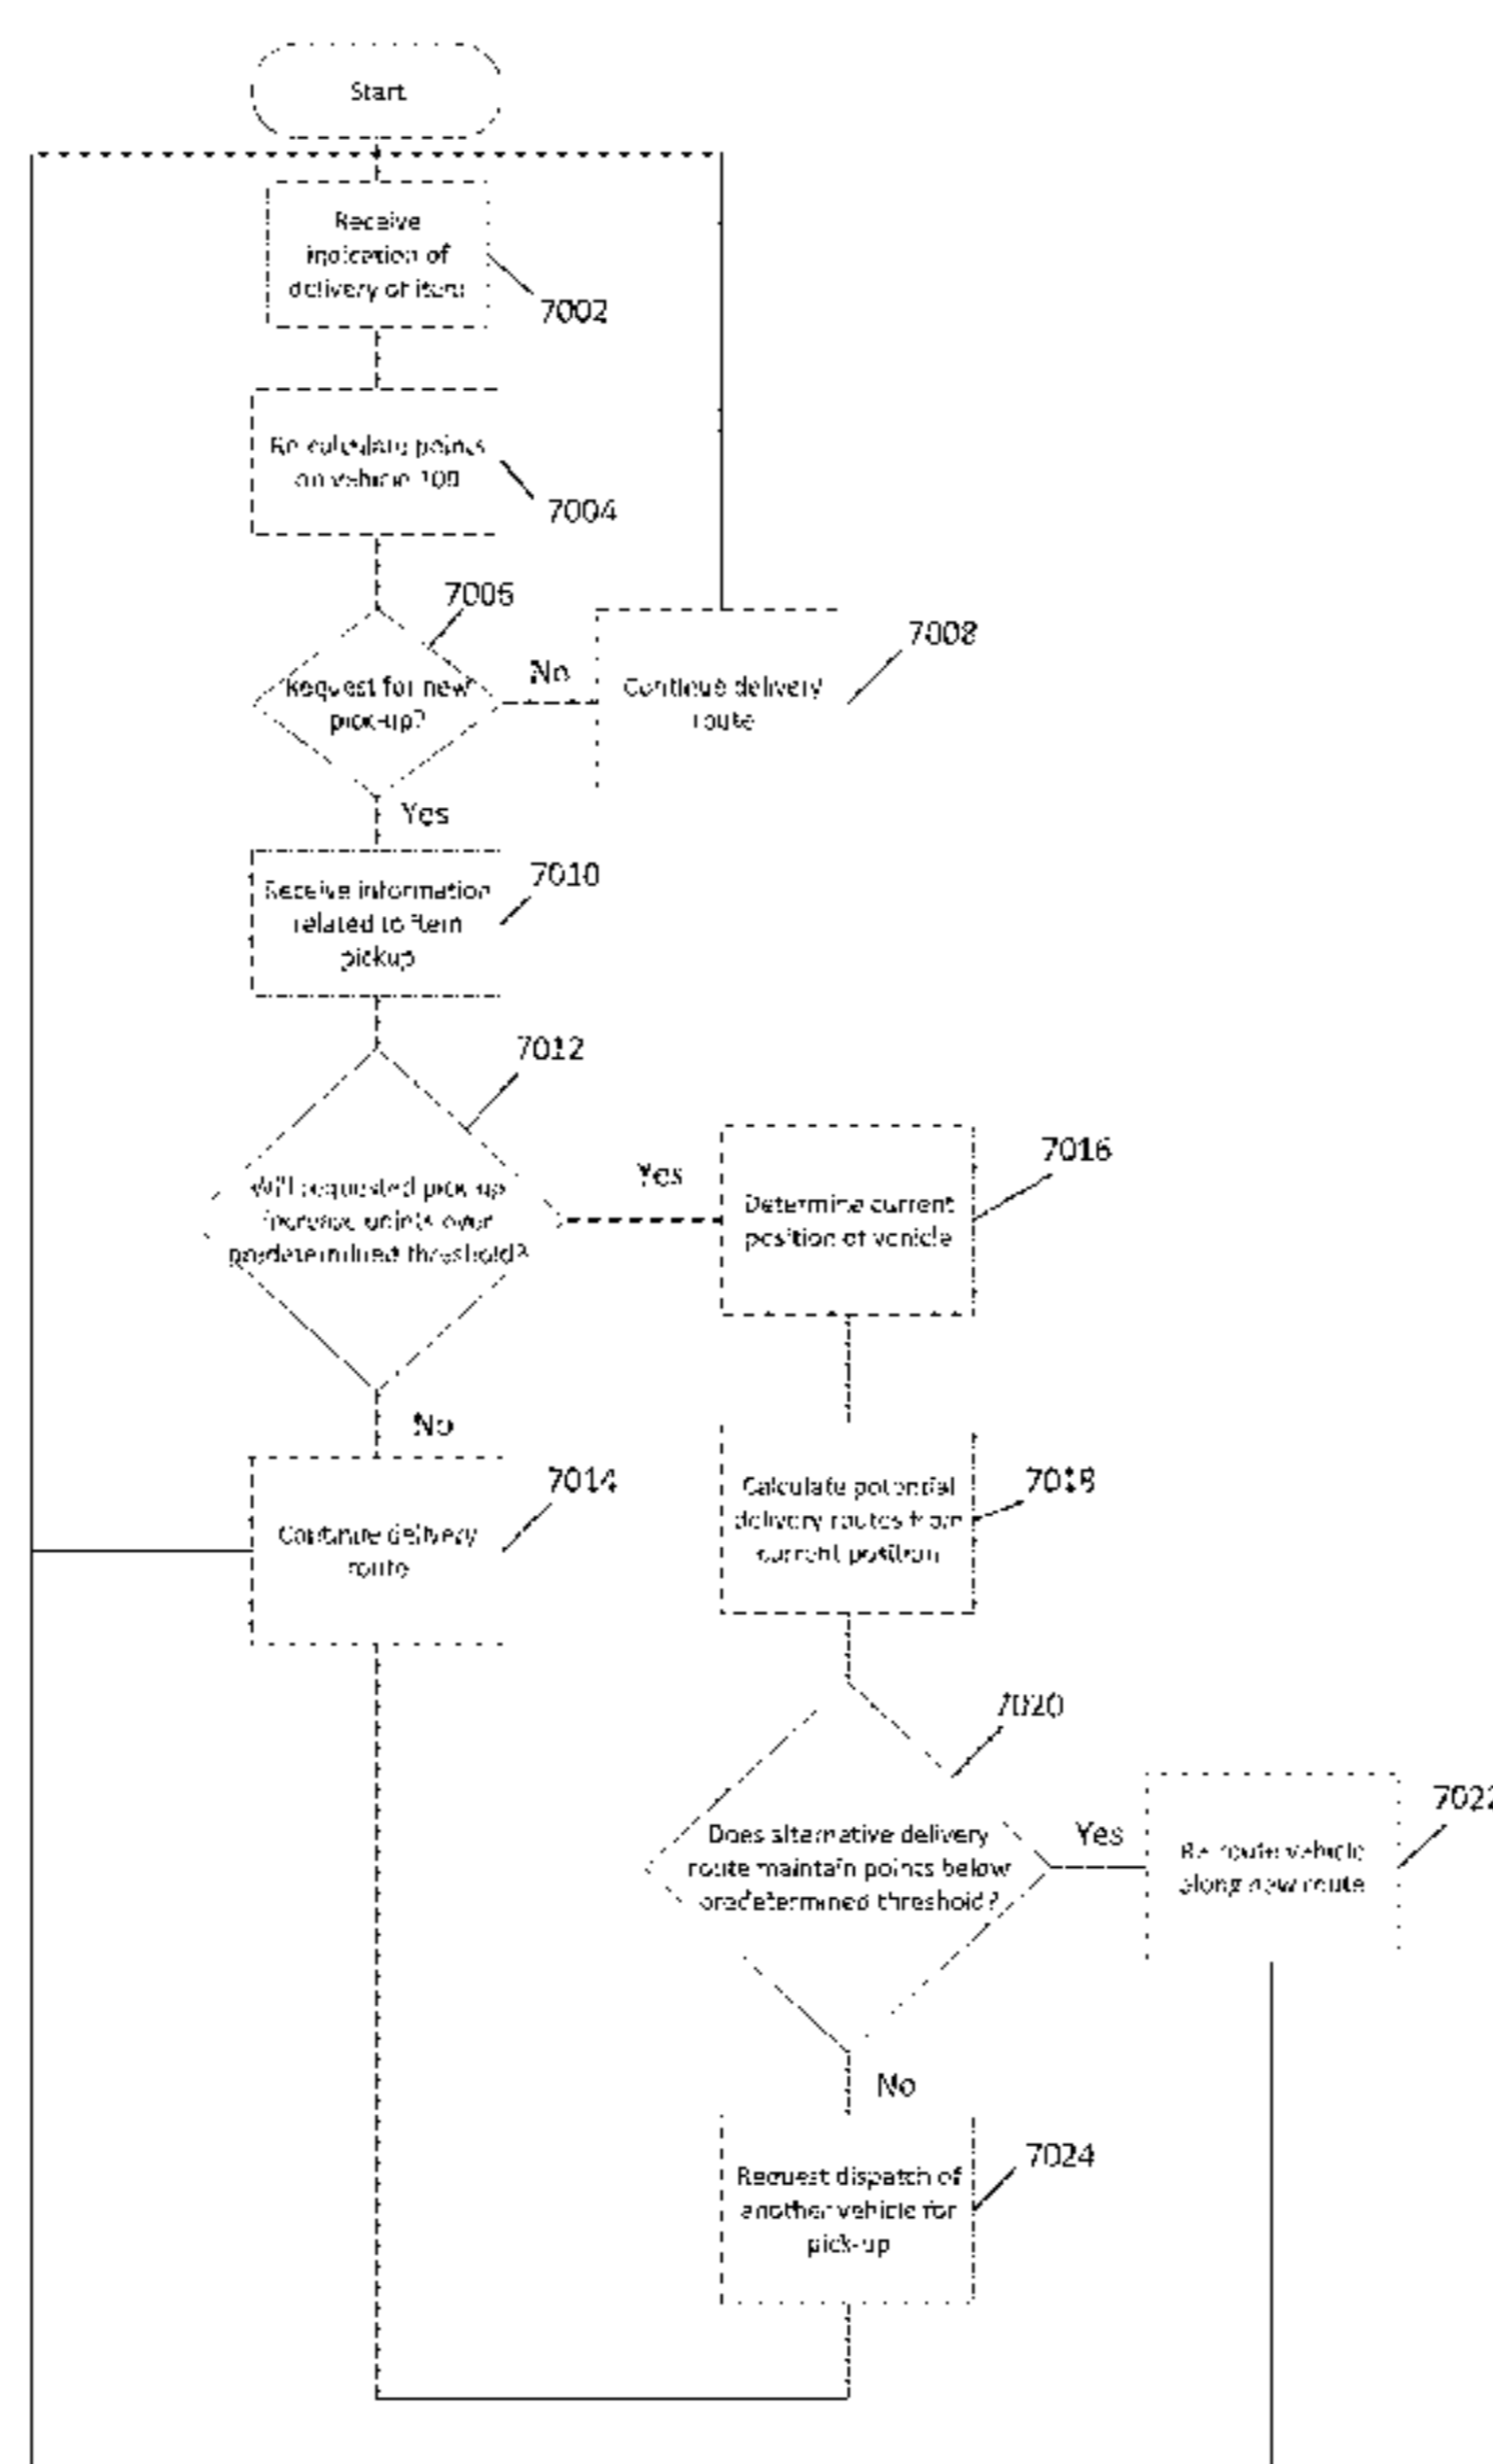 Start
Receive
indication of
delivery of item
7002
Re-calculate points
on vehicle 100
7004
7006
Request for new
pick-up?
No
Continue delivery
route
7008
Yes
Receive information
related to item
pickup
7010
7012
Will requested pick-up
increase points over
predetermined threshold?
Yes
Determine current
position of vehicle
7016
No
Continue delivery
route
7014
Calculate potential
delivery routes from
current position
7018
7020
Does alternative delivery
route maintain points below
predetermined threshold?
Yes
Re-route vehicle
along new route
7022
No
Request dispatch of
another vehicle for
pick-up
7024